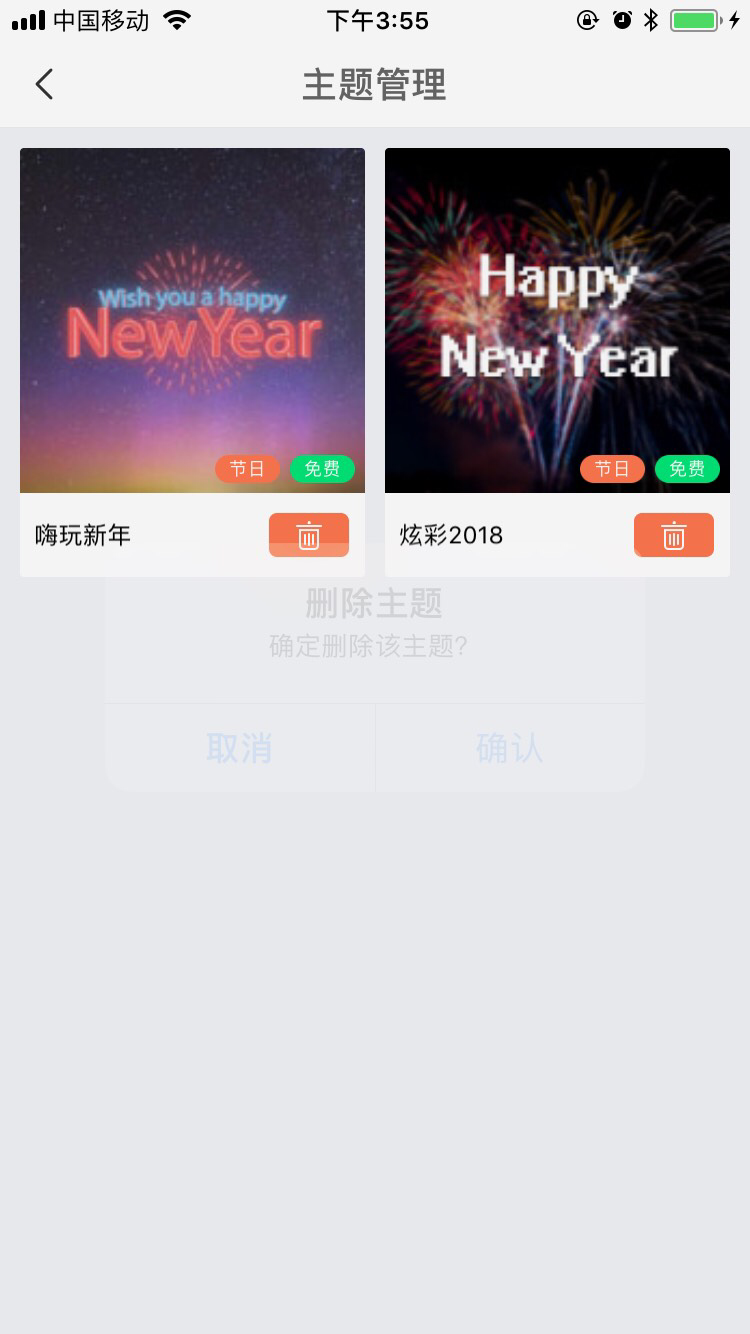 中国移动
下午3:55
主题管理
Wish you a happy
NewYear
节日
免费
Happy
New Year
节日
免费
嗨玩新年
炫彩2018
删除主题
确定删除该主题?
取消
确认